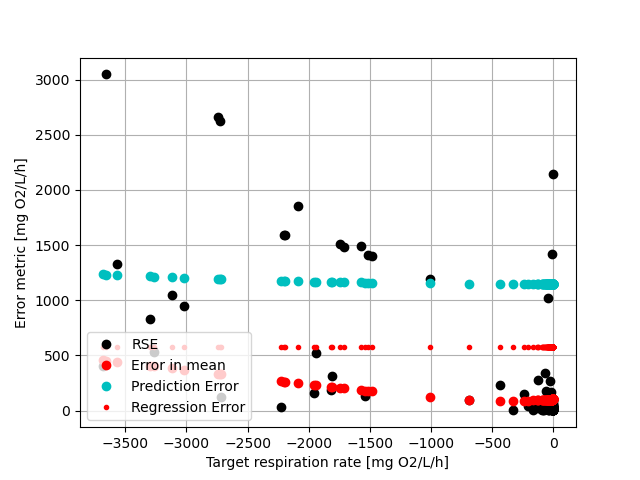 3000
2500
2000
1500
1000
500
0
Error metric [mg O2/L/h]
RSE
Error in mean
Prediction Error
Regression Error
−3500 −3000 −2500 −2000 −1500 −1000 −500 0
Target respiration rate [mg O2/L/h]